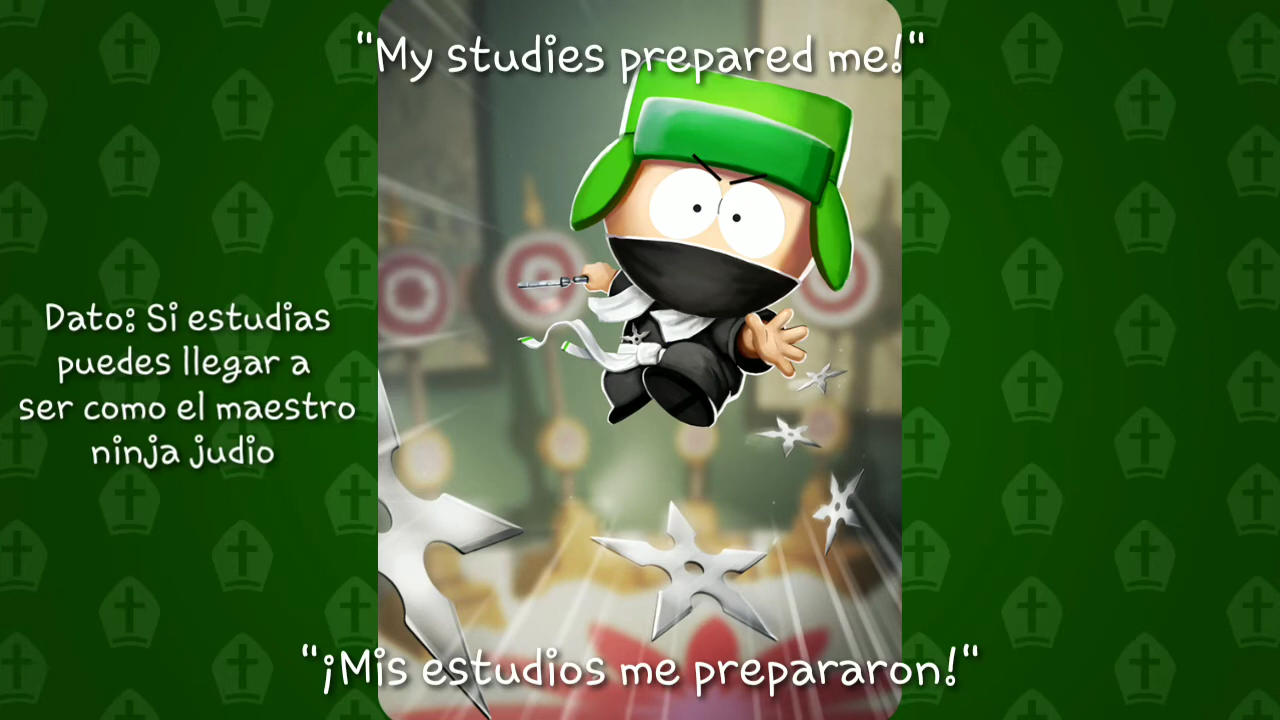 "My studies prepared me!"
Dato: Si estudias
puedes llegar a
ser como el maestro
ninja judio
"¡Mis estudios me prepararon!"